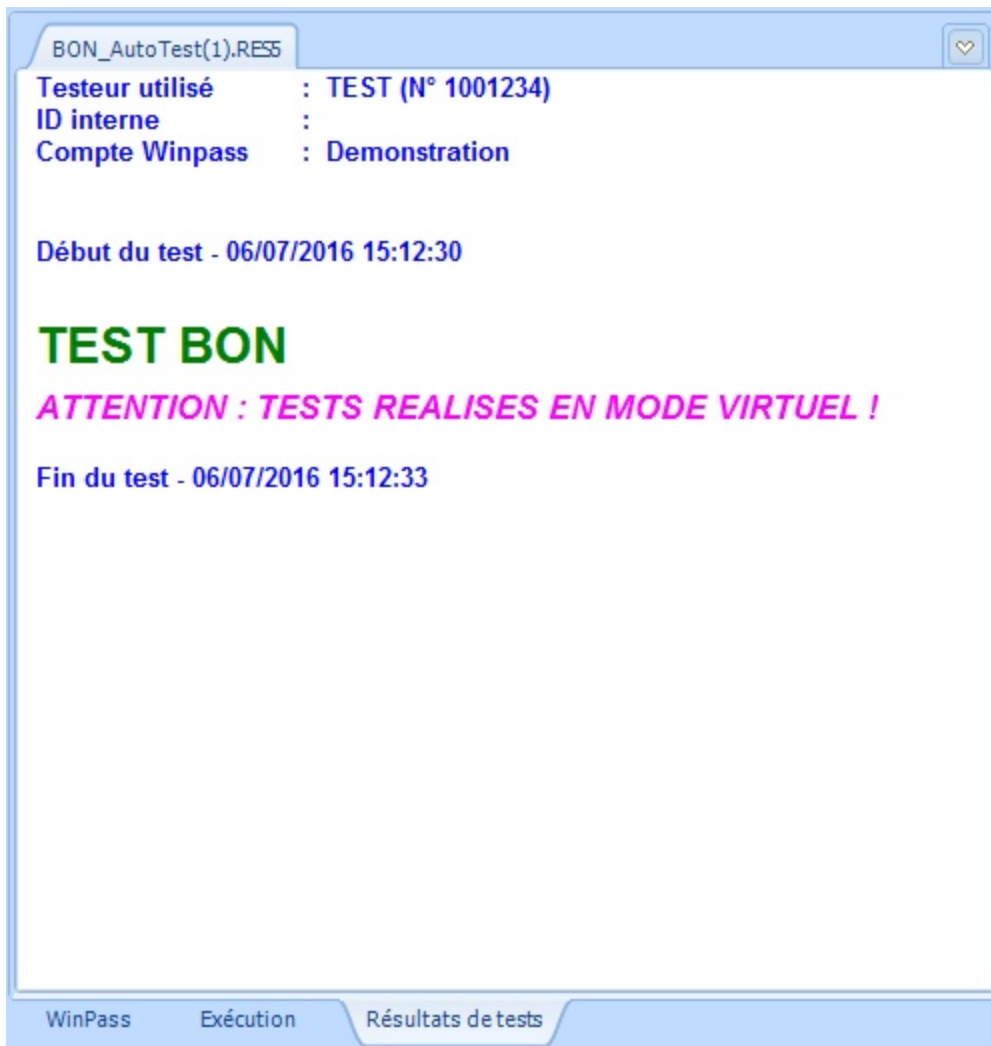 BON_AutoTest(1).RES5
Testeur utilisé : TEST (N° 1001234)
ID interne :
Compte Winpass : Demonstration
Début du test - 06/07/2016 15:12:30
TEST BON
ATTENTION : TESTS REALISES EN MODE VIRTUEL !
Fin du test - 06/07/2016 15:12:33
WinPass Exécution Résultats de tests